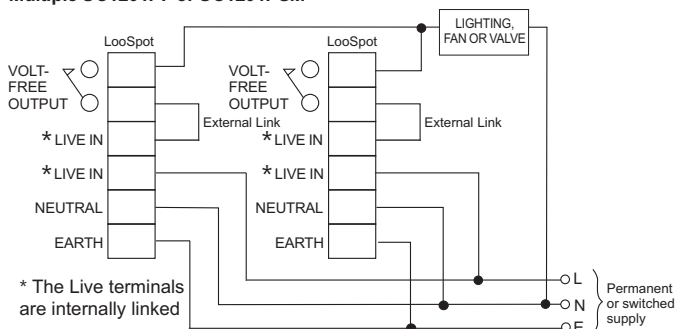 LooSpot
LooSpot
LIGHTING,
FAN OR VALVE
VOLT-
FREE
OUTPUT
VOLT-
FREE
OUTPUT
External Link
External Link
* LIVE IN
* LIVE IN
* LIVE IN
* LIVE IN
NEUTRAL
NEUTRAL
EARTH
EARTH
* The Live terminals
are internally linked
L
N
E
Permanent
or switched
supply